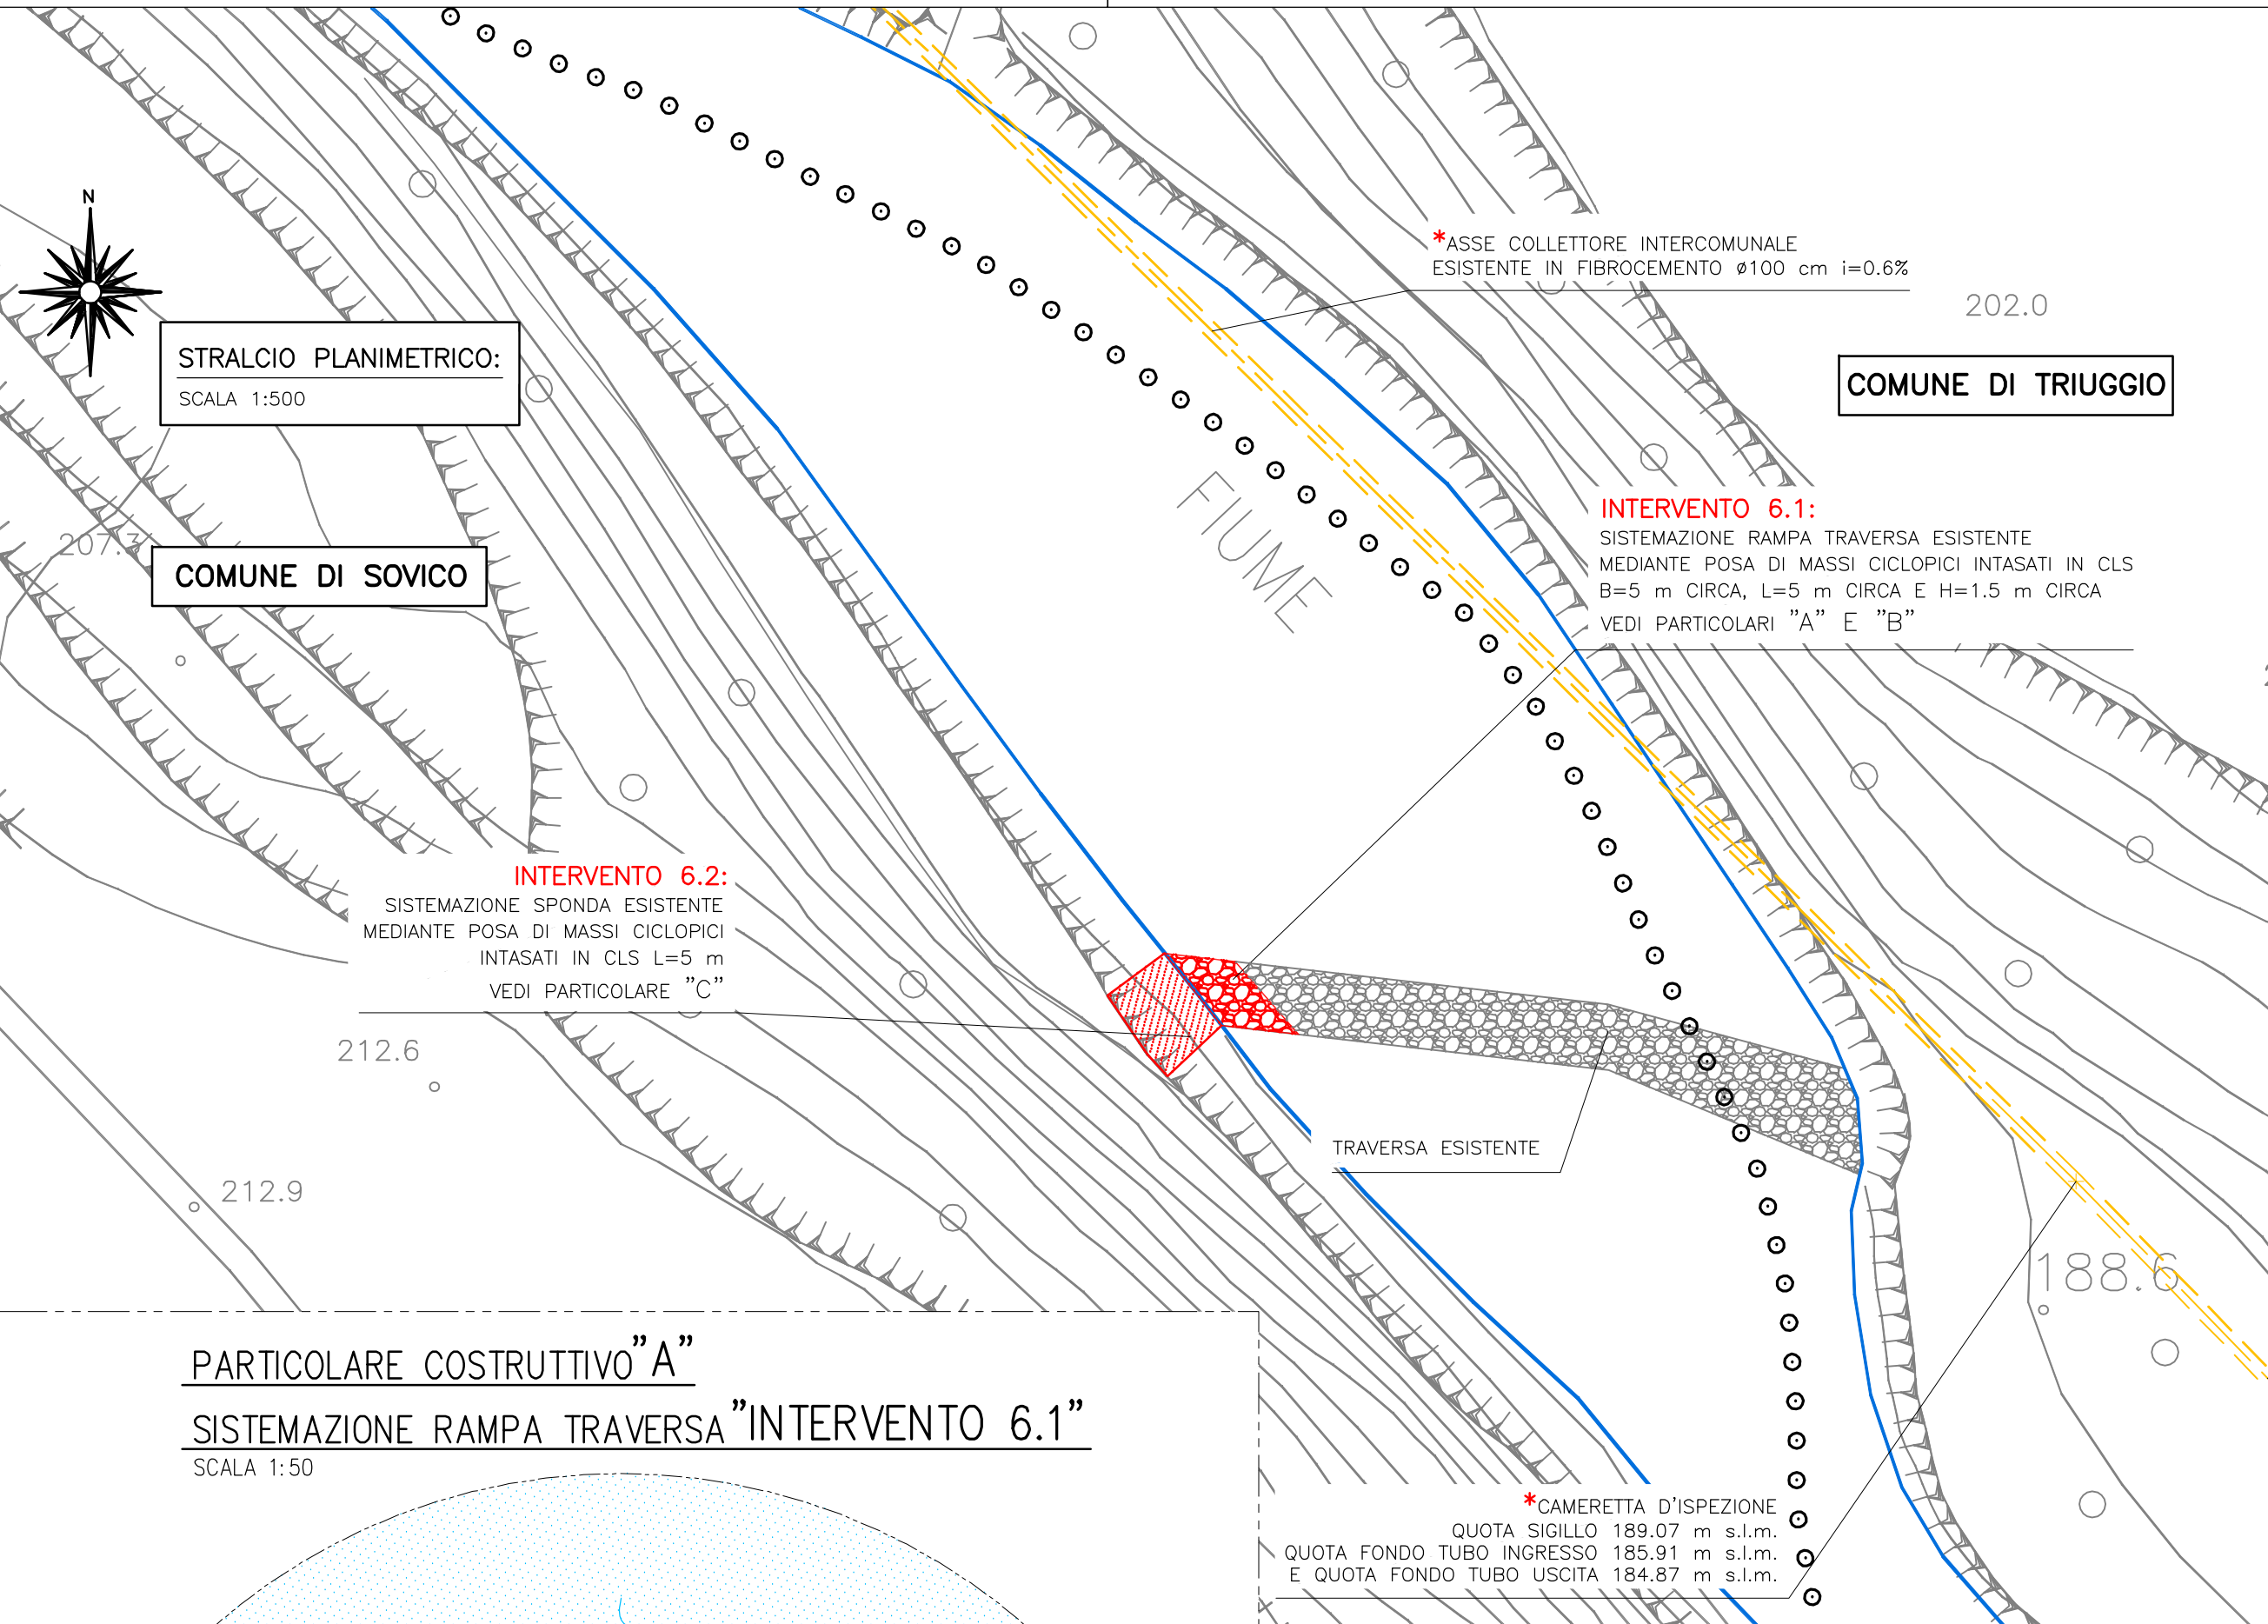 N
STRALCIO PLANIMETRICO:
SCALA 1:500
*ASSE COLLETTORE INTERCOMUNALE
ESISTENTE IN FIBROCEMENTO ø100 cm i=0.6%
202.0
COMUNE DI TRIUGGIO
FIUME
INTERVENTO 6.1:
SISTEMAZIONE RAMPA TRAVERSA ESISTENTE
MEDIANTE POSA DI MASSI CICLOPICI INTASATI IN CLS
B=5 m CIRCA, L=5 m CIRCA E H=1.5 m CIRCA
VEDI PARTICOLARI "A" E "B"
207.3
COMUNE DI SOVICO
INTERVENTO 6.2:
SISTEMAZIONE SPONDA ESISTENTE
MEDIANTE POSA DI MASSI CICLOPICI
INTASATI IN CLS L=5 m
VEDI PARTICOLARE "C"
212.6
TRAVERSA ESISTENTE
212.9
188.6
PARTICOLARE COSTRUTTIVO "A"
SISTEMAZIONE RAMPA TRAVERSA "INTERVENTO 6.1"
SCALA 1:50
*CAMERETTA D'ISPEZIONE
QUOTA SIGILLO 189.07 m s.l.m.
QUOTA FONDO TUBO INGRESSO 185.91 m s.l.m.
E QUOTA FONDO TUBO USCITA 184.87 m s.l.m.